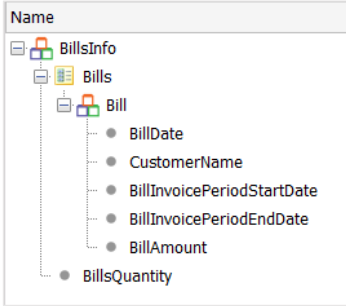 Name
BillsInfo
Bills
Bill
BillDate
CustomerName
BillInvoicePeriodStartDate
BillInvoicePeriodEndDate
BillAmount
BillsQuantity